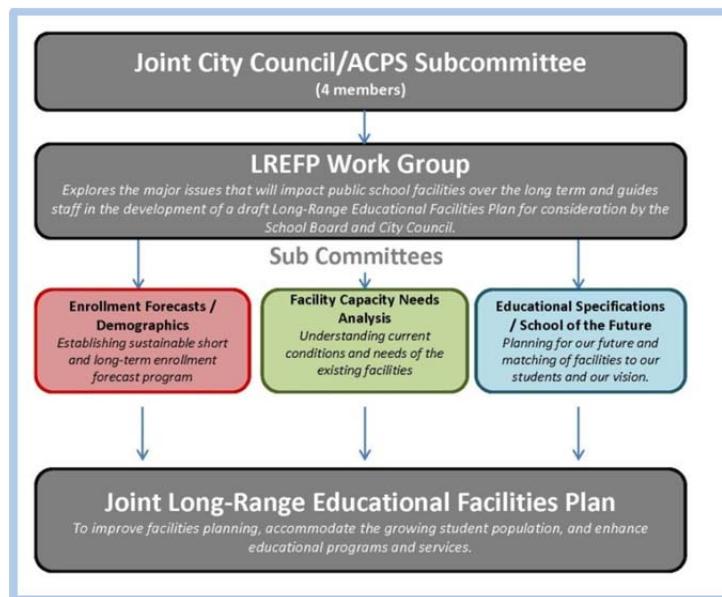 Joint City Council/ACPS Subcommittee
(4 members)
LREFP Work Group
Explores the major issues that will impact public school facilities over the long term and guides
staff in the development of a draft Long-Range Educational Facilities Plan for consideration by the
School Board and City Council.
Sub Committees
Enrollment Forecasts /
Demographics
Establishing sustainable short
and long-term enrollment
forecast program
Facility Capacity Needs
Analysis
Understanding current
conditions and needs of the
existing facilities
Educational Specifications
/ School of the Future
Planning for our future and
matching of facilities to our
students and our vision.
Joint Long-Range Educational Facilities Plan
To improve facilities planning, accommodate the growing student population, and enhance
educational programs and services.